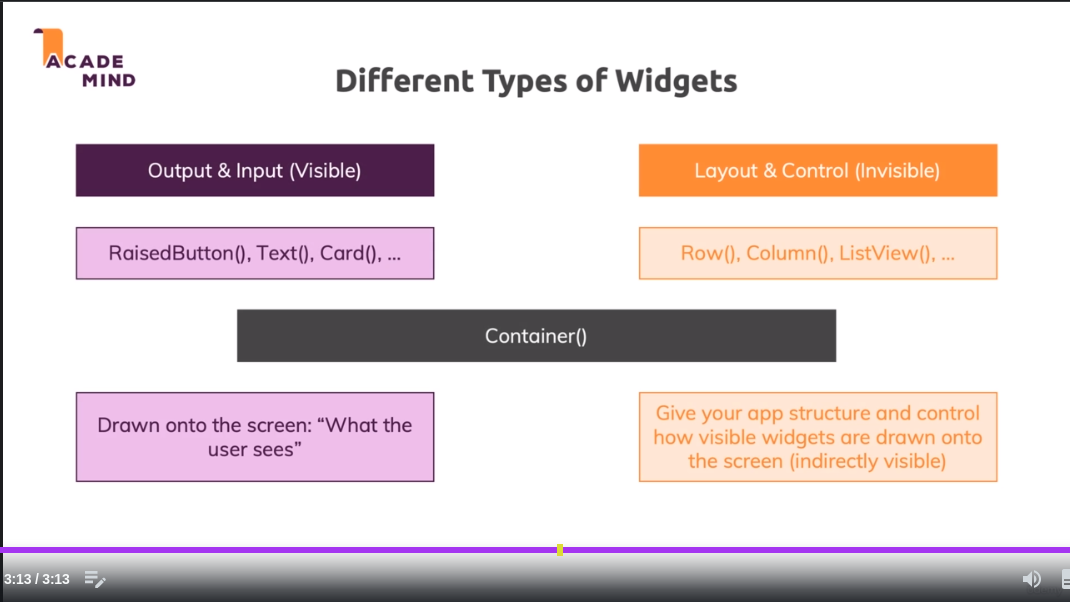 ACADE
MIND
Different Types of Widgets
Output & Input (Visible)
Layout & Control (Invisible)
RaisedButton(), Text(), Card(), ...
Row(), Column(), ListView(), ...
Container()
Drawn onto the screen: “What the
user sees”
Give your app structure and control
how visible widgets are drawn onto
the screen (indirectly visible)
3:13 / 3:13